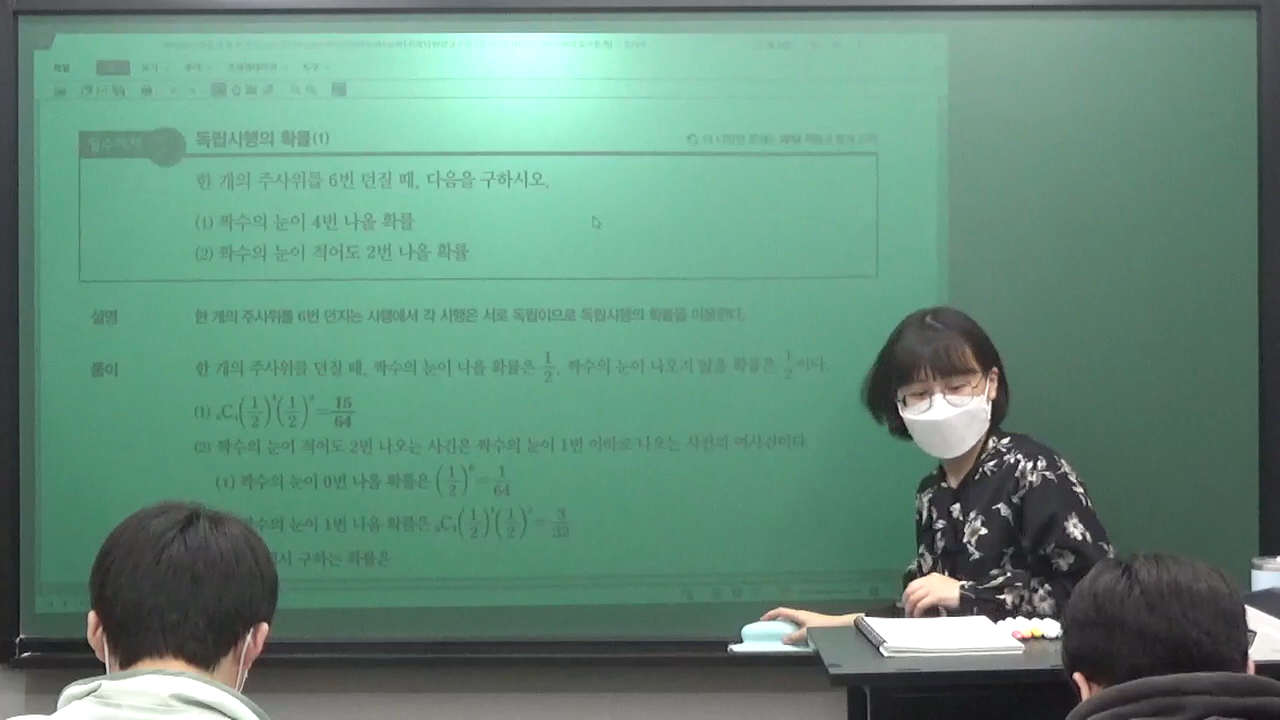 독립시행의 확률(1)
한 개의 주사위를 6번 던질 때, 다음을 구하시오.
(1) 짝수의 눈이 4번 나올 확률
(2) 짝수의 눈이 적어도 2번 나올 확률
설명 한 개의 주사위를 6번 던지는 시행에서 각 시행은 서로 독립이므로 독립시행의 확률을 이용한다.
풀이 한 개의 주사위를 던질 때, 짝수의 눈이 나올 확률은 1/2, 짝수의 눈이 나오지 않을 확률은 1/2이다.
(1) ₆C₄(1/2)⁴(1/2)²=15/64
(2) 짝수의 눈이 적어도 2번 나오는 사건은 짝수의 눈이 1번 이하로 나오는 사건의 여사건이다
짝수의 눈이 0번 나올 확률은 (1/2)⁶=1/64
짝수의 눈이 1번 나올 확률은 ₆C₁(1/2)¹(1/2)⁵=3/32
구하는 확률은